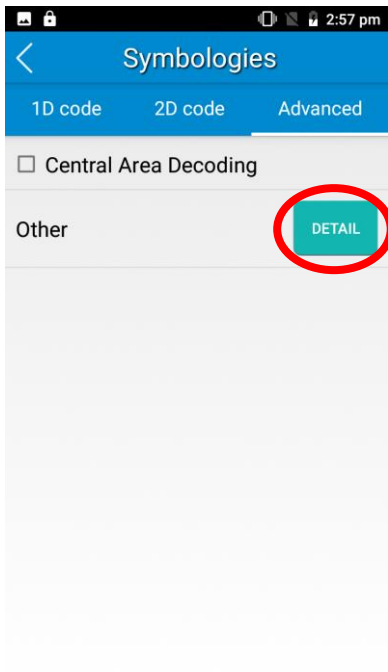 2:57 pm
Symbologies
1D code 2D code Advanced
Central Area Decoding
Other DETAIL